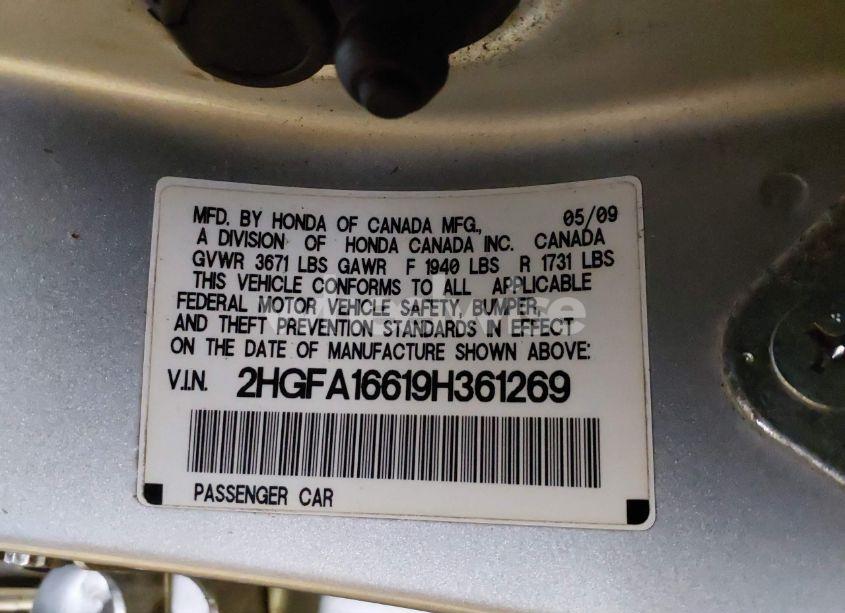 MFD. BY HONDA OF CANADA MFG., 05/09
A DIVISION OF HONDA CANADA INC. CANADA
GVWR 3671 LBS GAWR F 1940 LBS R 1731 LBS
THIS VEHICLE CONFORMS TO ALL APPLICABLE
FEDERAL MOTOR VEHICLE SAFETY, BUMPER,
AND THEFT PREVENTION STANDARDS IN EFFECT
ON THE DATE OF MANUFACTURE SHOWN ABOVE:
V.I.N. 2HGFA16619H361269
PASSENGER CAR